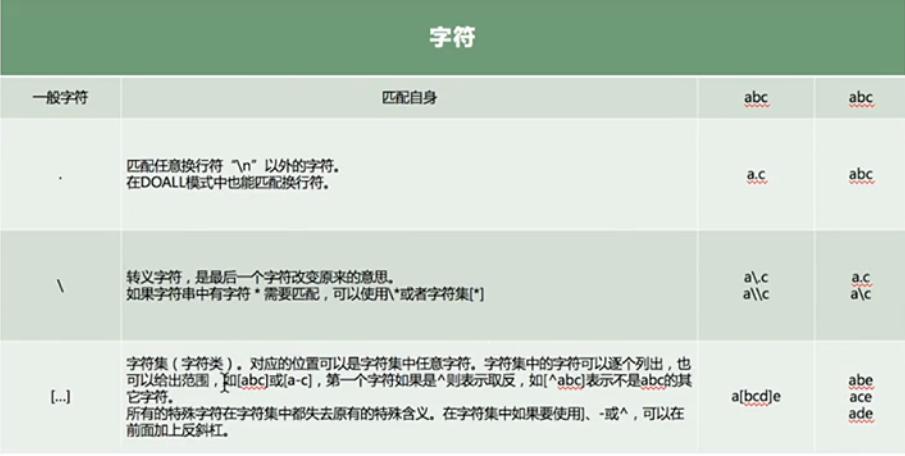 字符
一般字符 匹配自身 abc abc
.
匹配任意换行符“\n”以外的字符。
在DOALL模式中也能匹配换行符。
a.c abc
\
转义字符,是最后一个字符改变原来的意思。
如果字符串中有字符 * 需要匹配,可以使用\*或者字符集[*]
a\.c a.c
a\\c a\c
[...]
字符集(字符类)。对应的位置可以是字符集中任意字符。字符集中的字符可以逐个列出,也
可以给出范围,如[abc]或[a-c],第一个字符如果是^则表示取反,如[^abc]表示不是abc的其
它字符。
所有的特殊字符在字符集中都失去原有的特殊含义。在字符集中如果要使用]、-或^,可以在
前面加上反斜杠。
a[bcd]e
abe
ace
ade